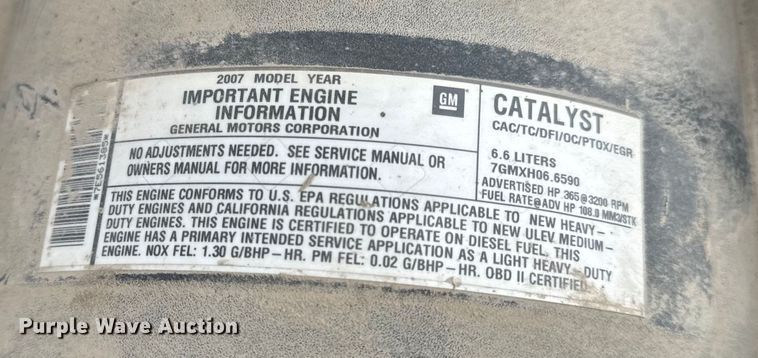 2007 MODEL YEAR
IMPORTANT ENGINE
INFORMATION
GENERAL MOTORS CORPORATION
GM
CATALYST
CAC/TC/DFI/OC/PTOX/EGR
NO ADJUSTMENTS NEEDED. SEE SERVICE MANUAL OR
OWNERS MANUAL FOR MORE INFORMATION.
6.6 LITERS
7GMXH06.6590
ADVERTISED HP 365@3200 RPM
FUEL RATE@ADV HP 108.0 MM3/STK
THIS ENGINE CONFORMS TO U.S. EPA REGULATIONS APPLICABLE TO NEW HEAVY-
DUTY ENGINES AND CALIFORNIA REGULATIONS APPLICABLE TO NEW ULEV MEDIUM-
DUTY ENGINES. THIS ENGINE IS CERTIFIED TO OPERATE ON DIESEL FUEL. THIS
ENGINE HAS A PRIMARY INTENDED SERVICE APPLICATION AS A LIGHT HEAVY-DUTY
ENGINE. NOX FEL: 1.30 G/BHP-HR. PM FEL: 0.02 G/BHP-HR. OBD II CERTIFIED.
*7E561385*
Purple Wave Auction